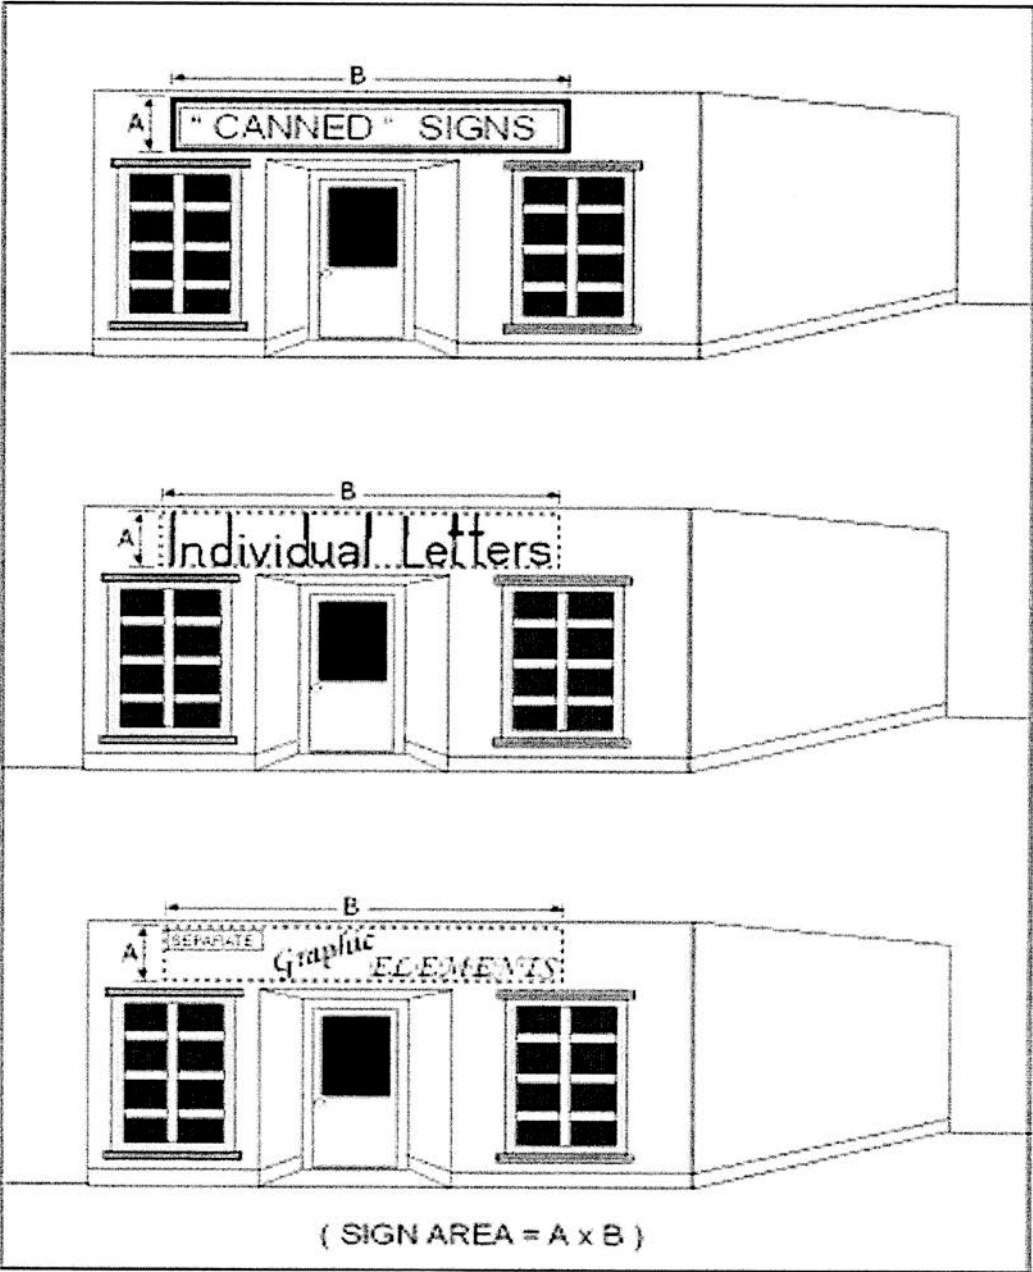 B
A
" CANNED " SIGNS
B
A
Individual Letters
B
A
SEPARATE
Graphic
ELEMENTS
( SIGN AREA = A x B )